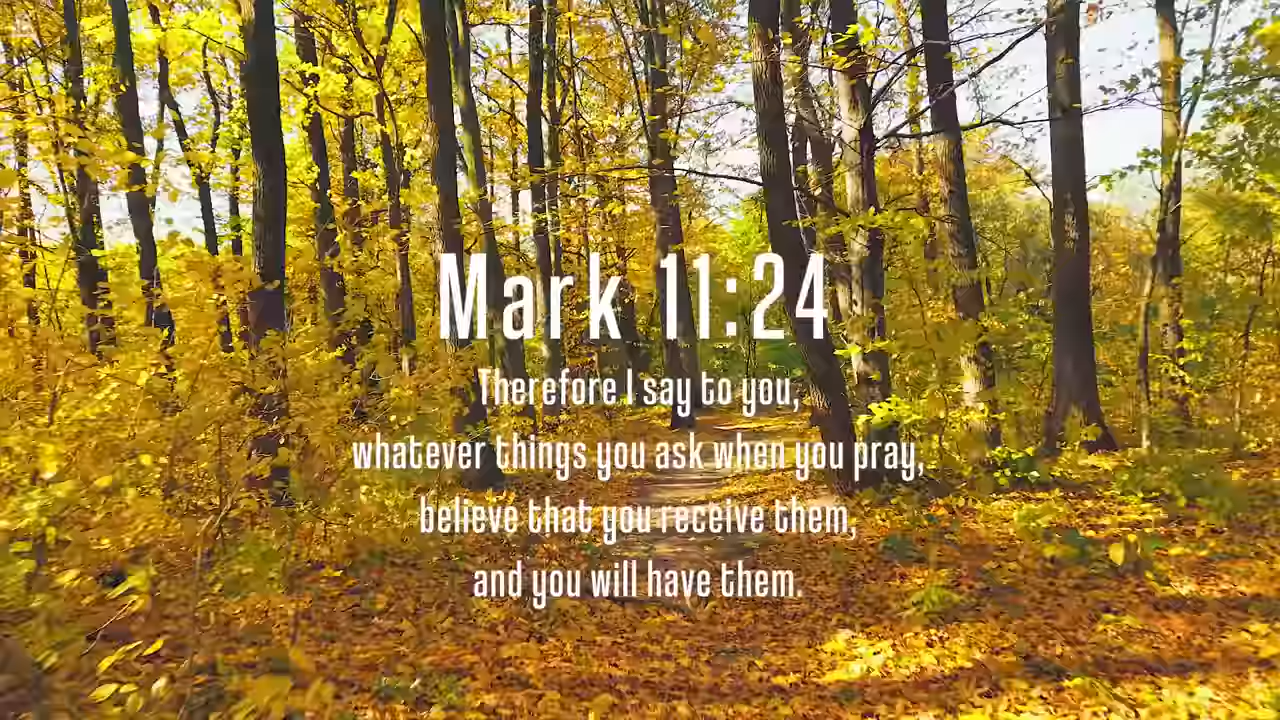 Mark 11:24
Therefore I say to you,
whatever things you ask when you pray,
believe that you receive them,
and you will have them.